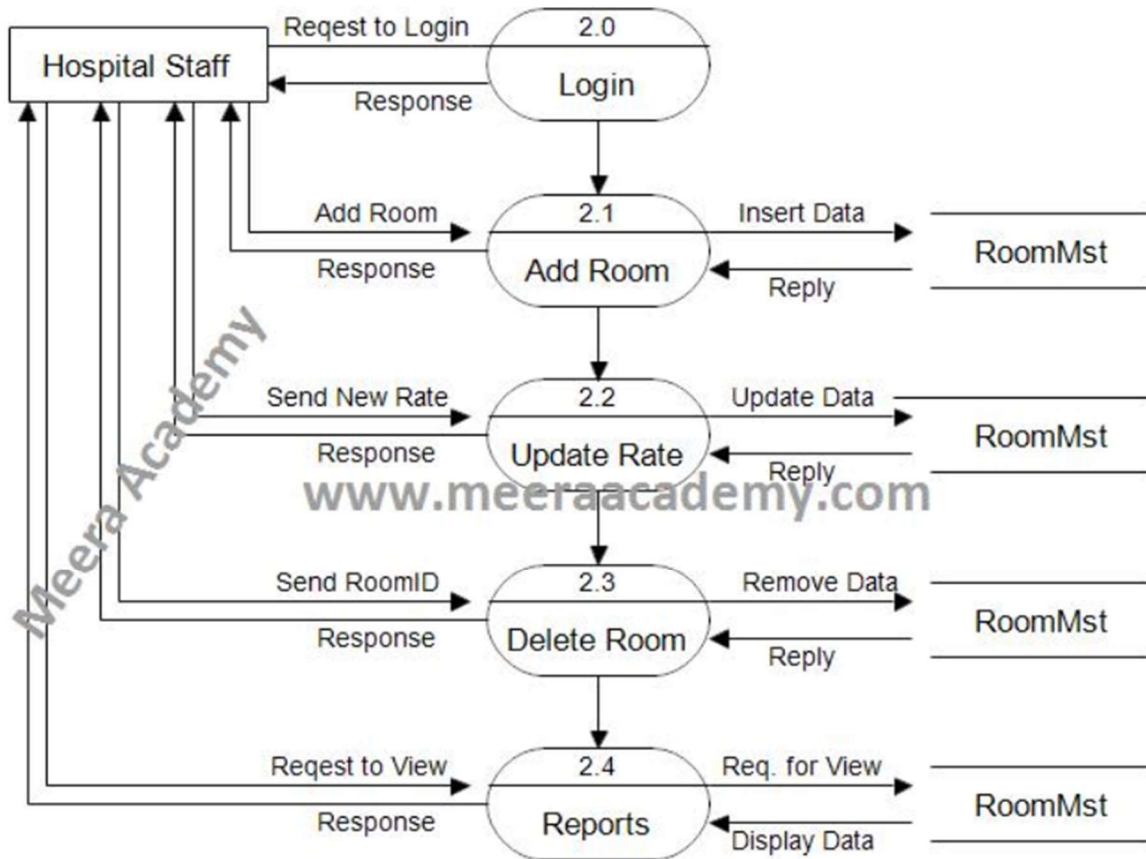 Reqest to Login
2.0
Hospital Staff
Login
Response
Add Room
2.1
Insert Data
Response
Add Room
Reply
RoomMst
Send New Rate
2.2
Update Data
Response
Update Rate
Reply
RoomMst
Meera Academy
www.meeraacademy.com
Send RoomID
2.3
Remove Data
Response
Delete Room
Reply
RoomMst
Reqest to View
2.4
Req. for View
Response
Reports
Display Data
RoomMst